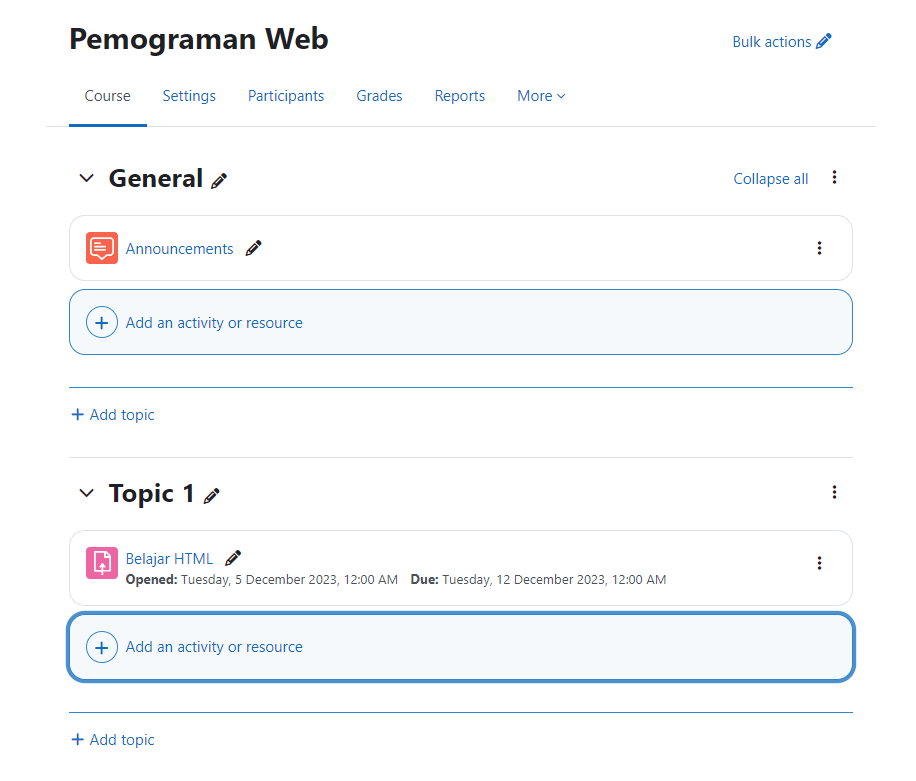 Pemograman Web
Bulk actions
Course Settings Participants Grades Reports More
General
Collapse all
Announcements
Add an activity or resource
Add topic
Topic 1
Belajar HTML
Opened: Tuesday, 5 December 2023, 12:00 AM Due: Tuesday, 12 December 2023, 12:00 AM
Add an activity or resource
Add topic